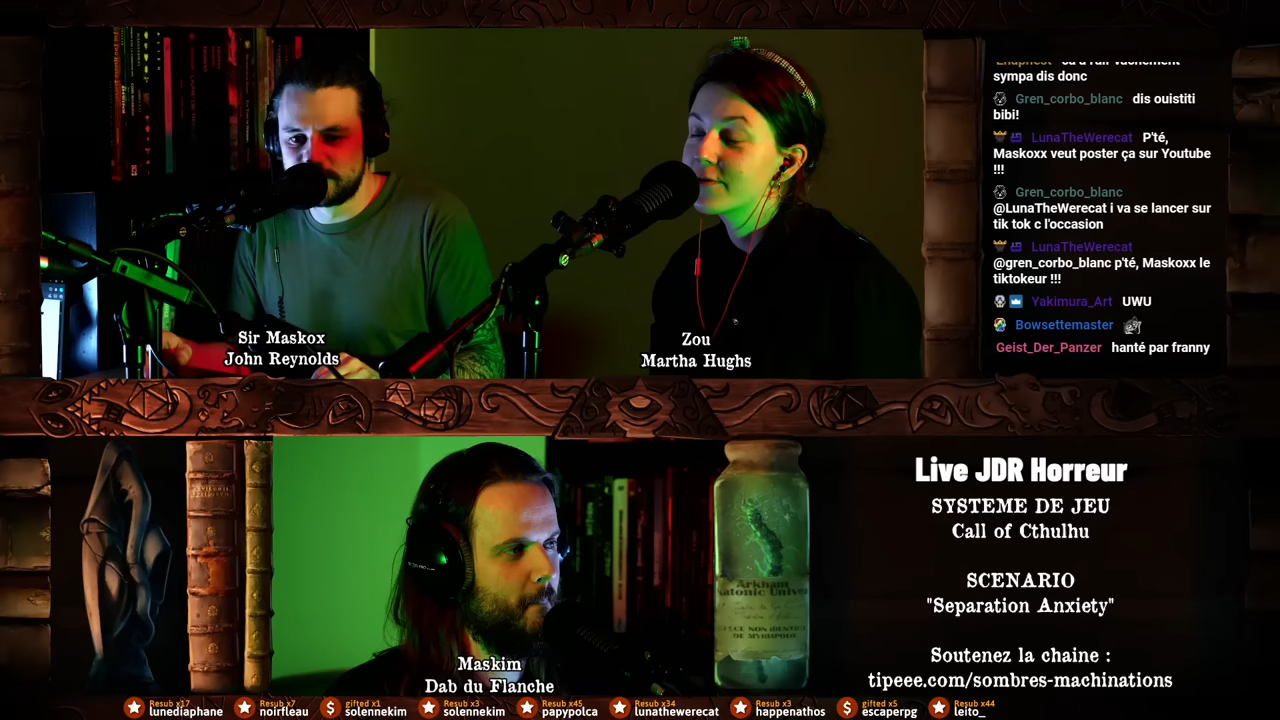 sympa dis donc
Gren_corbo_blanc dis ouistiti
bibi!
LunaTheWerecat P'té,
Maskoxx veut poster ça sur Youtube
!!!
Gren_corbo_blanc
@LunaTheWerecat i va se lancer sur
tik tok c l'occasion
LunaTheWerecat
@gren_corbo_blanc p'té, Maskoxx le
tiktokeur !!!
Yakimura_Art UWU
Bowsettemaster
Geist_Der_Panzer hanté par franny
Sir Maskox
John Reynolds
Zou
Martha Hughs
Maskim
Dab du Flanche
Arkham
Live JDR Horreur
SYSTEME DE JEU
Call of Cthulhu
SCENARIO
"Separation Anxiety"
Soutenez la chaine :
tipeee.com/sombres-machinations
Resub x7
lunediaphane
Resub x7
noirfleau
gifted x1
solennekim
Resub x3
solennekim
Resub x45
papypolca
Resub x34
lunathewerecat
Resub x3
happenathos
gifted x5
escaperpg
Resub x44
leito_